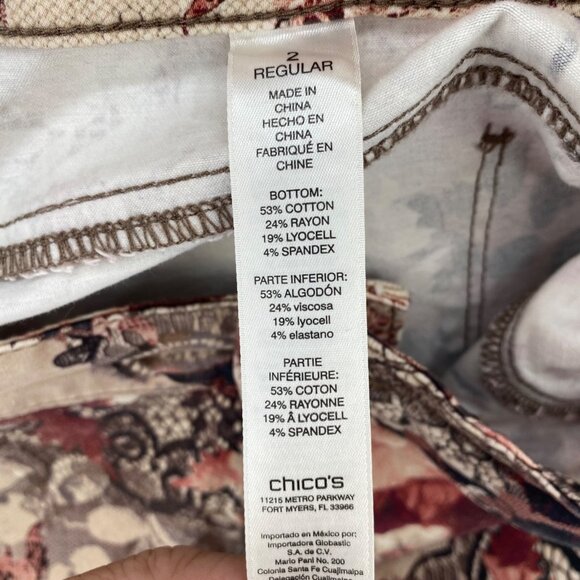 2
REGULAR
MADE IN
CHINA
HECHO EN
CHINA
FABRIQUÉ EN
CHINE
BOTTOM:
53% COTTON
24% RAYON
19% LYOCELL
4% SPANDEX
PARTE INFERIOR:
53% ALGODÓN
24% viscosa
19% lyocell
4% elastano
PARTIE
INFÉRIEURE:
53% COTON
24% RAYONNE
19% Â LYOCELL
4% SPANDEX
chico's
11215 METRO PARKWAY
FORT MYERS, FL 33966
Importado en México por:
Importadora Globastic
S.A. de C.V.
Mario Pani No. 200
Colonia Santa Fe Cuajimalpa
Delegación Cuajimalpa